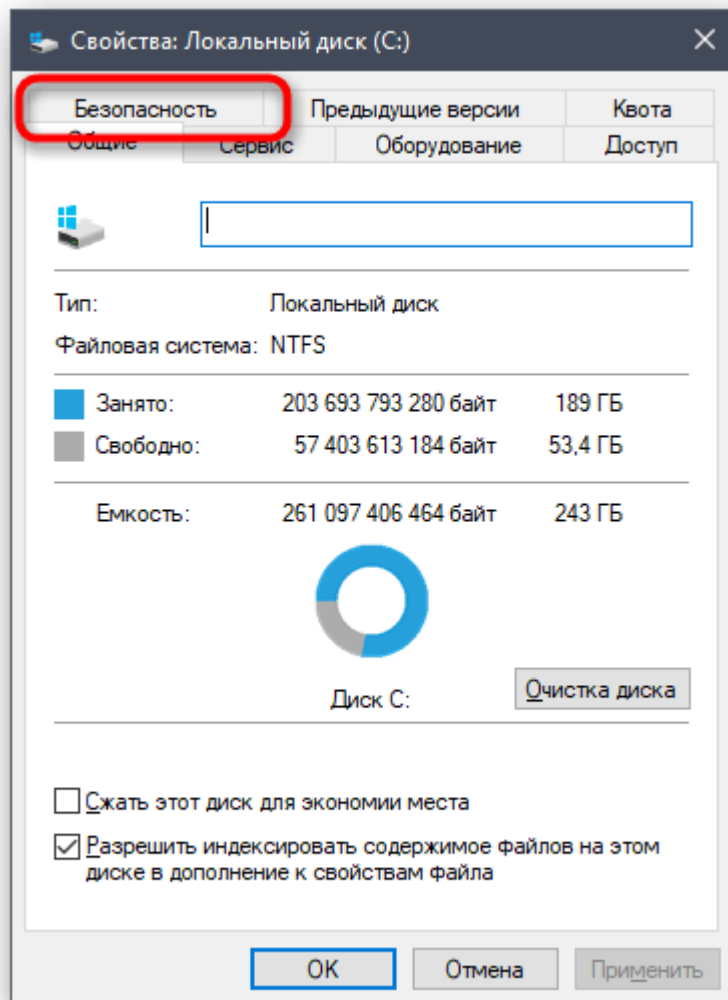 Свойства: Локальный диск (C:)
Безопасность Предыдущие версии Квота
Общие Сервис Оборудование Доступ
Тип: Локальный диск
Файловая система: NTFS
Занято: 203 693 793 280 байт 189 ГБ
Свободно: 57 403 613 184 байт 53,4 ГБ
Емкость: 261 097 406 464 байт 243 ГБ
Диск C:
Очистка диска
Сжать этот диск для экономии места
Разрешить индексировать содержимое файлов на этом
диске в дополнение к свойствам файла
OK Отмена Применить